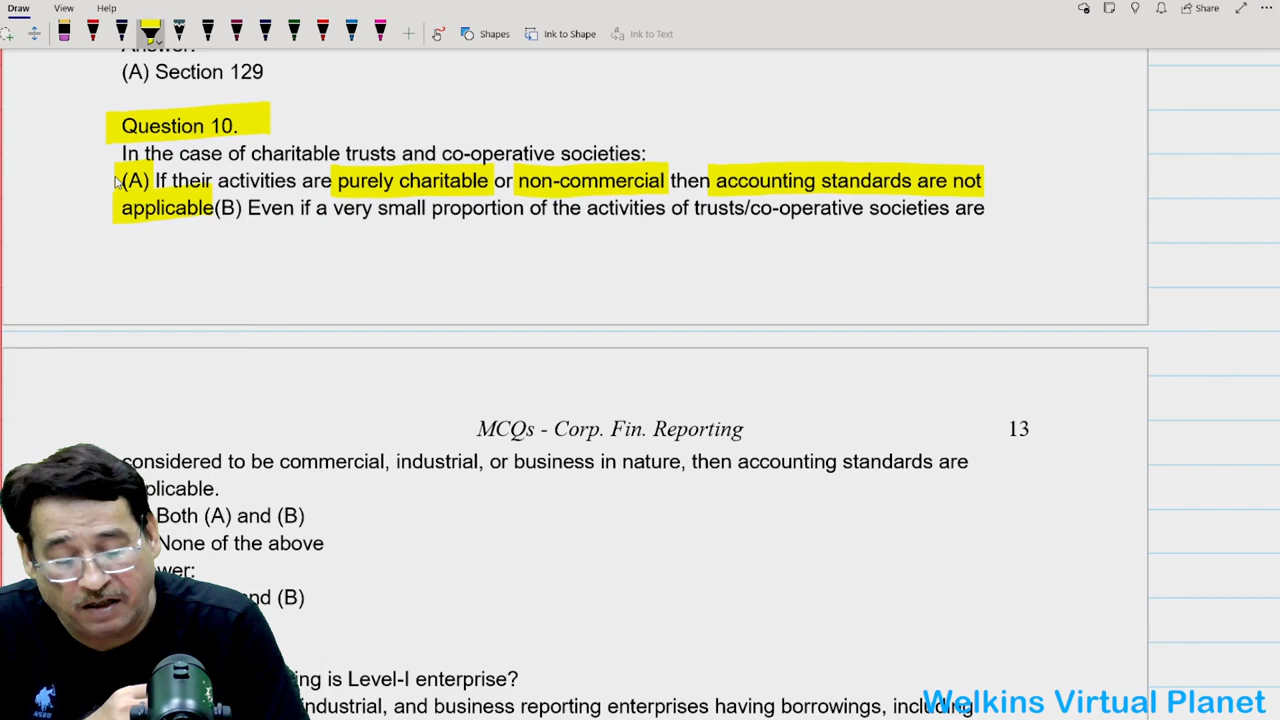 Draw View Help Share
Shapes Ink to Shape Ink to Text
Answer:
(A) Section 129
Question 10.
In the case of charitable trusts and co-operative societies:
(A) If their activities are purely charitable or non-commercial then accounting standards are not
applicable(B) Even if a very small proportion of the activities of trusts/co-operative societies are
MCQs - Corp. Fin. Reporting 13
considered to be commercial, industrial, or business in nature, then accounting standards are
plicable.
Both (A) and (B)
None of the above
wer:
nd (B)
ng is Level-I enterprise?
ndustrial, and business reporting enterprises having borrowings, including
Welkins Virtual Planet